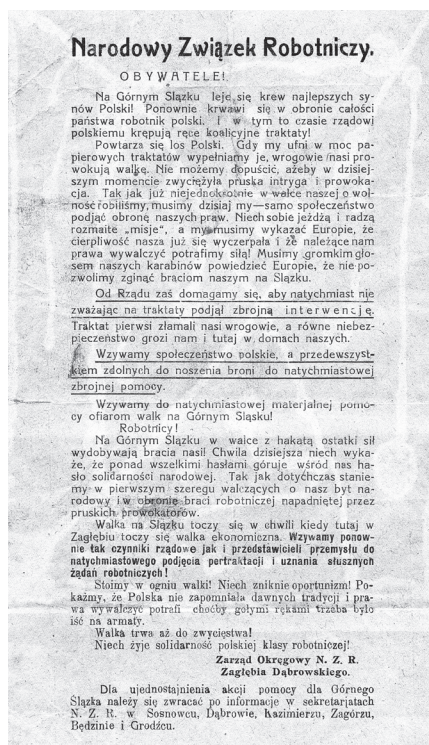 Narodowy Związek Robotniczy.
OBYWATELE!
Na Górnym Śląsku leje się krew najlepszych sy-
nów Polski! Ponownie krwawi się w obronie całości
państwa robotnik polski. I w tym to czasie rządowi
polskiemu krępują ręce koalicyjne traktaty!
Powtarza się los Polski. Gdy my ufni w moc pa-
pierowych traktatów wypełniamy je, wrogowie nasi pro-
wokują walkę. Nie możemy dopuścić, ażeby w dzisiej-
szym momencie zwyciężyła pruska intryga i prowoka-
cja. Tak jak już niejednokrotnie w walce naszej o wol-
ność robiliśmy, musimy dzisiaj my—samo społeczeństwo
podjąć obronę naszych praw. Niech sobie jeżdżą i radzą
rozmaite „misje", a my musimy wykazać Europie, że
cierpliwość nasza już się wyczerpała i że należące nam
prawa wywalczyć potrafimy siłą! Musimy gromkim gło-
sem naszych karabinów powiedzieć Europie, że nie po-
zwolimy zginąć braciom naszym na Śląsku.
Od Rządu zaś domagamy się, aby natychmiast nie
zważając na traktaty podjął zbrojną interwencję.
Traktat pierwsi złamali nasi wrogowie, a równe niebez-
pieczeństwo grozi nam i tutaj w domach naszych.
Wzywamy społeczeństwo polskie, a przedewszyst-
kiem zdolnych do noszenia broni do natychmiastowej
zbrojnej pomocy.
Wzywamy do natychmiastowej materjalnej pomo-
cy ofiarom walk na Górnym Śląsku!
Robotnicy!
Na Górnym Śląsku w walce z hakatą ostatki sił
wydobywają bracia nasi! Chwila dzisiejsza niech wyka-
że, że ponad wszelkimi hasłami góruje wśród nas ha-
sło solidarności narodowej. Tak jak dotychczas stanie-
my w pierwszym szeregu walczących o nasz byt na-
rodowy i w obronie braci robotniczej napadniętej przez
pruskich prowokatorów.
Walka na Śląsku toczy się w chwili kiedy tutaj w
Zagłębiu toczy się walka ekonomiczna. Wzywamy ponow-
nie tak czynniki rządowe jak i przedstawicieli przemysłu do
natychmiastowego podjęcia pertraktacji i uznania słusznych
żądań robotniczych!
Stoimy w ogniu walki! Niech zniknie oportunizm! Po-
każmy, że Polska nie zapomniała dawnych tradycji i pra-
wa wywalczyć potrafi choćby gołymi rękami trzeba było
iść na armaty.
Walka trwa aż do zwycięstwa!
Niech żyje solidarność polskiej klasy robotniczej!
Zarząd Okręgowy N. Z. R.
Zagłębia Dąbrowskiego.
Dla ujednostajnienia akcji pomocy dla Górnego
Śląska należy się zwracać po informacje w sekretarjatach
N. Z. R. w Sosnowcu, Dąbrowie, Kazimierzu, Zagórzu,
Będzinie i Grodźcu.